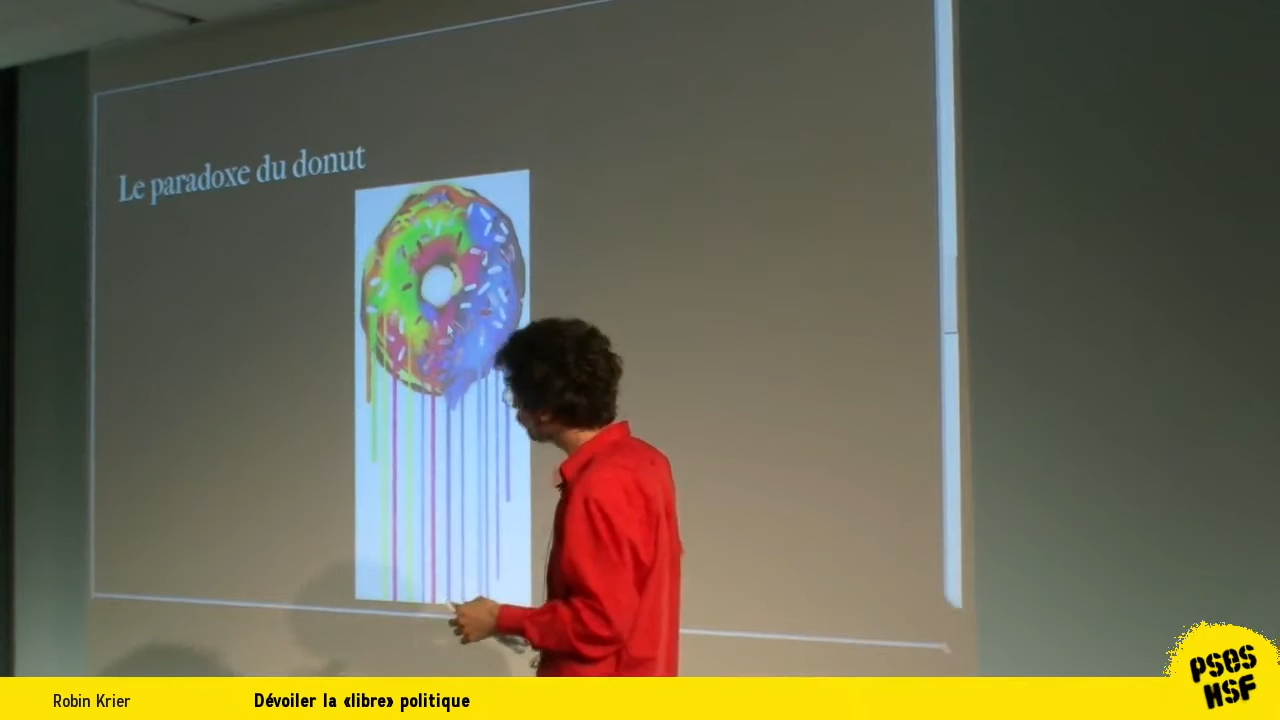 Le paradoxe du donut
Robin Krier
Dévoiler la «libre» politique
PSES
HSF